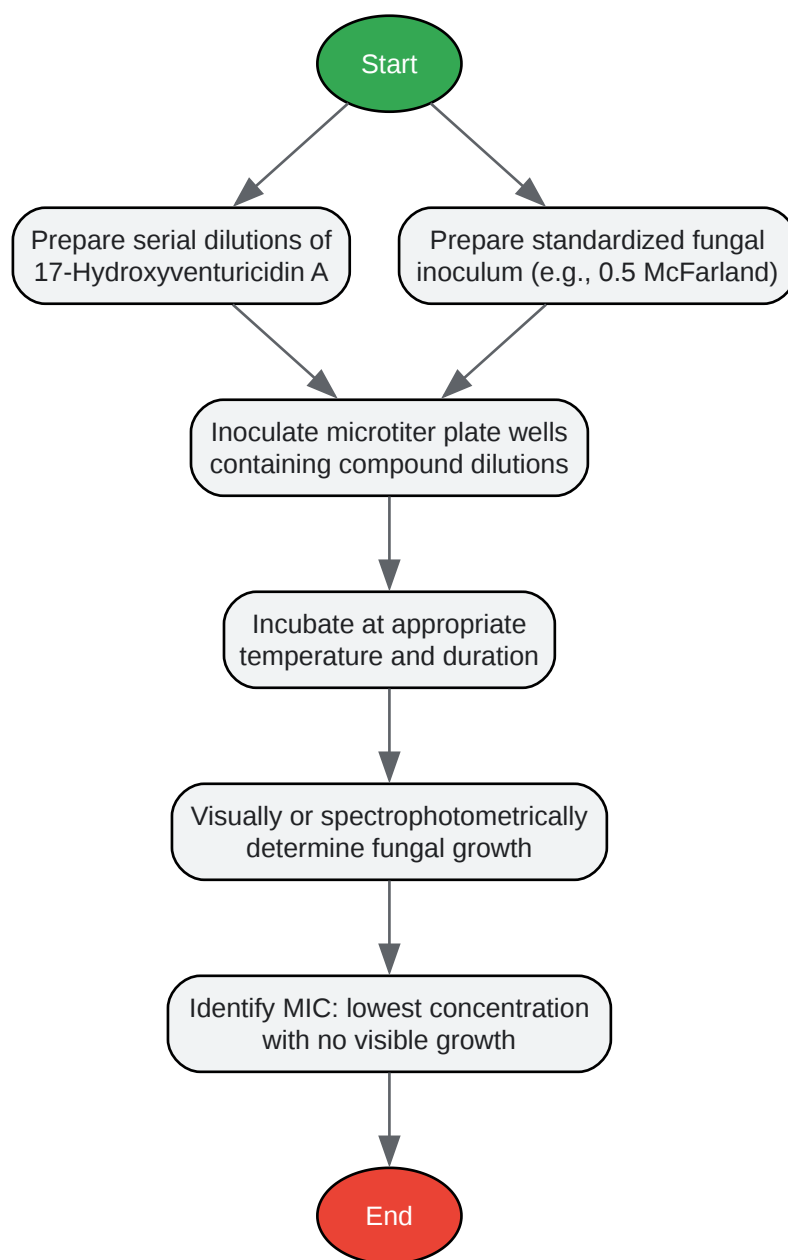 Start
Prepare serial dilutions of
17-Hydroxyventuricidin A
Prepare standardized fungal
inoculum (e.g., 0.5 McFarland)
Inoculate microtiter plate wells
containing compound dilutions
Incubate at appropriate
temperature and duration
Visually or spectrophotometrically
determine fungal growth
Identify MIC: lowest concentration
with no visible growth
End